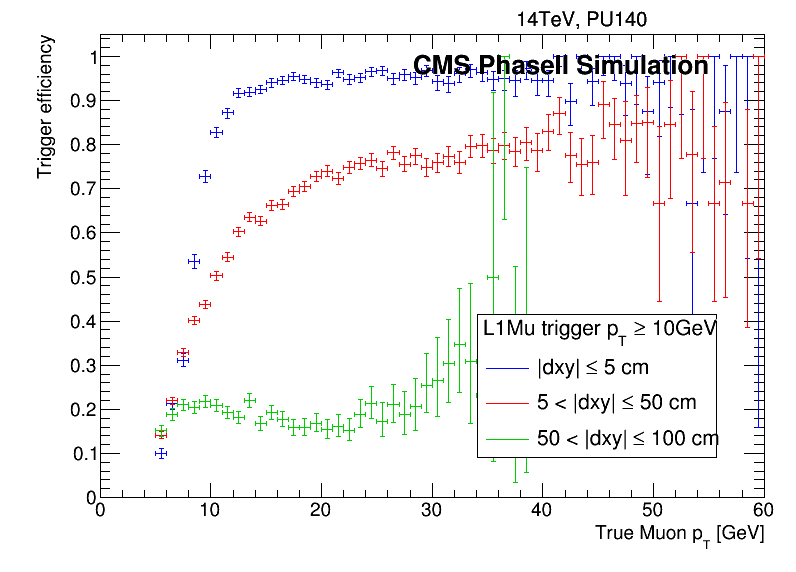 14TeV, PU140
CMS PhaseII Simulation
Trigger efficiency
1
0.9
0.8
0.7
0.6
0.5
0.4
0.3
0.2
0.1
0
L1Mu trigger p_T ≥ 10GeV
|dxy| ≤ 5 cm
5 < |dxy| ≤ 50 cm
50 < |dxy| ≤ 100 cm
0 10 20 30 40 50 60
True Muon p_T [GeV]